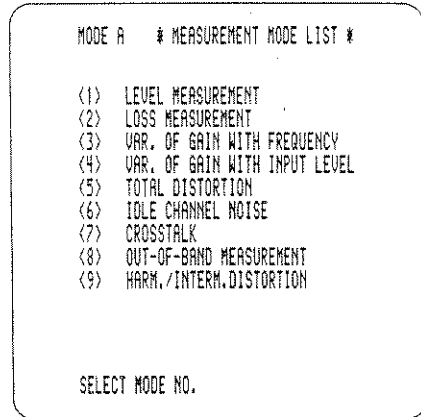 MODE A * MEASUREMENT MODE LIST *
(1) LEVEL MEASUREMENT
(2) LOSS MEASUREMENT
(3) VAR. OF GAIN WITH FREQUENCY
(4) VAR. OF GAIN WITH INPUT LEVEL
(5) TOTAL DISTORTION
(6) IDLE CHANNEL NOISE
(7) CROSSTALK
(8) OUT-OF-BAND MEASUREMENT
(9) HARM./INTERM.DISTORTION
SELECT MODE NO.